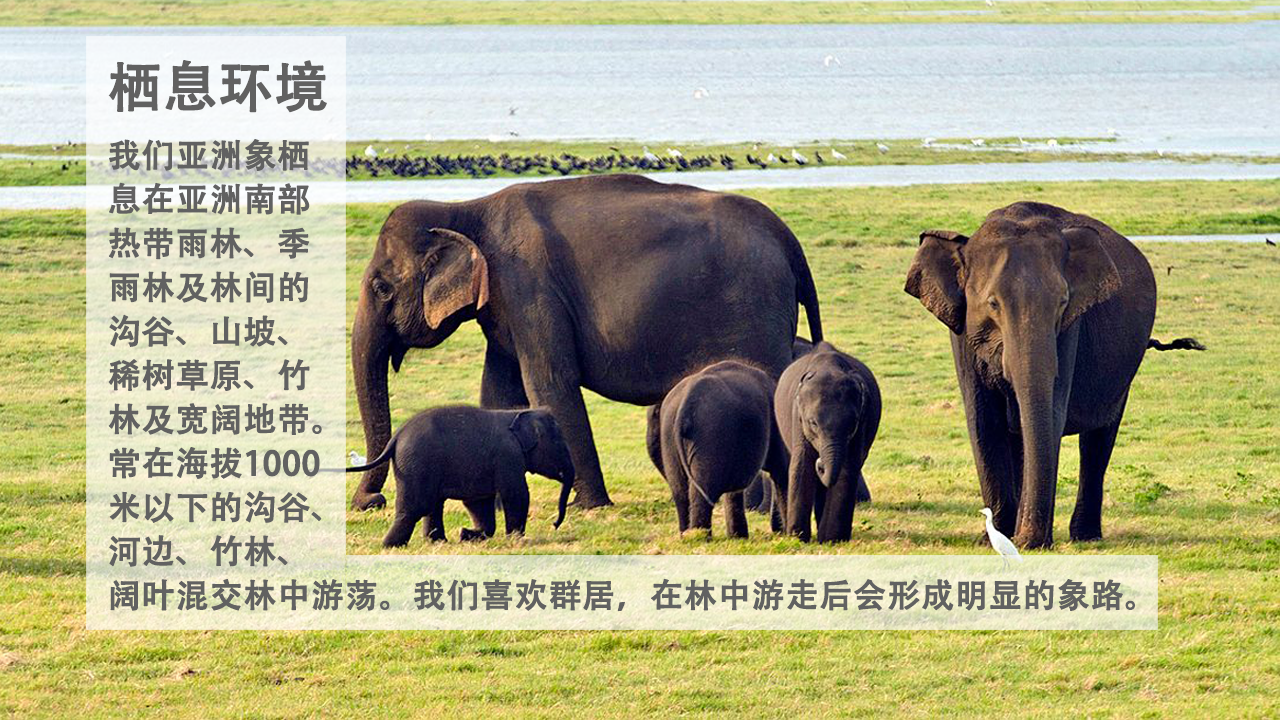 栖息环境
我们亚洲象栖
息在亚洲南部
热带雨林、季
雨林及林间的
沟谷、山坡、
稀树草原、竹
林及宽阔地带。
常在海拔1000
米以下的沟谷、
河边、竹林、
阔叶混交林中游荡。我们喜欢群居，在林中游走后会形成明显的象路。